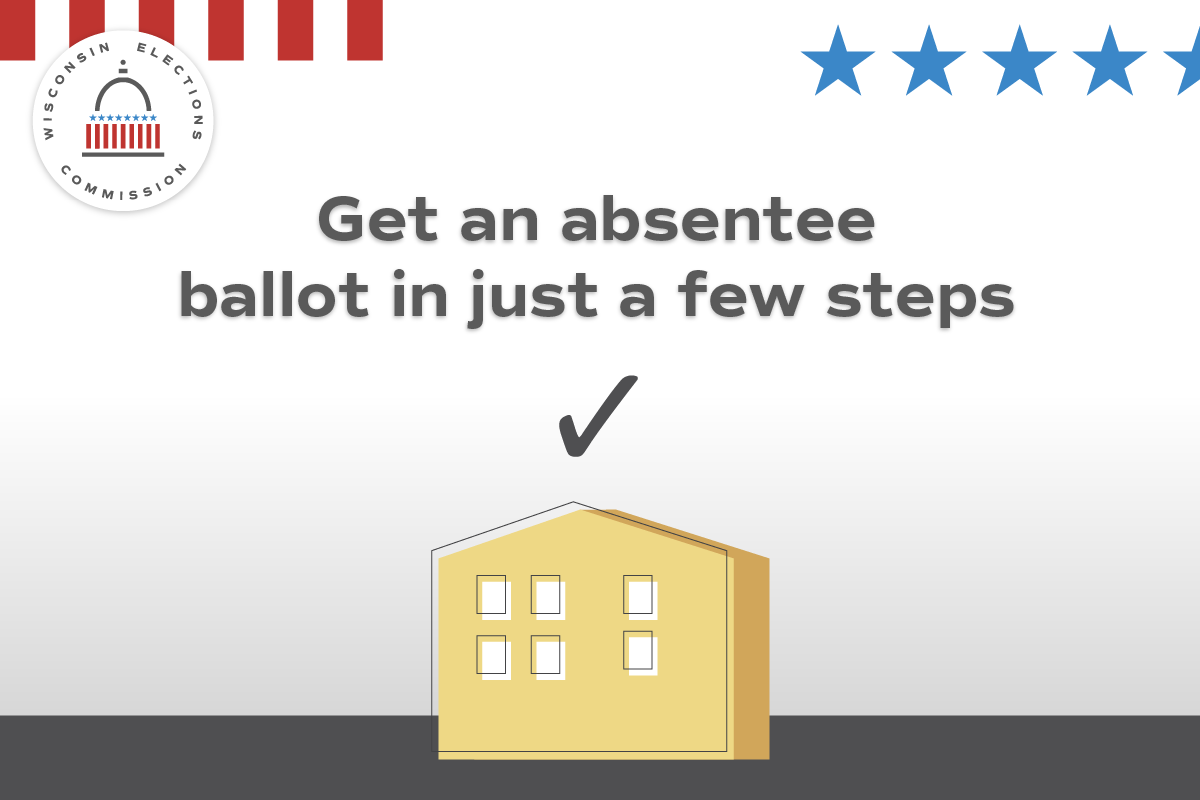 WISCONSIN ELECTIONS
COMMISSION
Get an absentee
ballot in just a few steps